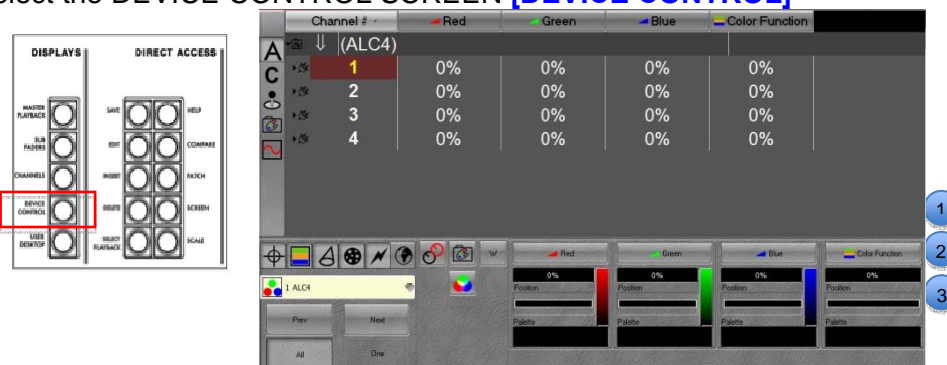 elect the DEVICE CONTROL SCREEN [DEVICE CONTROL]
DISPLAYS DIRECT ACCESS
MASTER PLAYBACK SAVE HELP
SUB FADERS EDIT COMPARE
CHANNELS INSERT PATCH
DEVICE CONTROL DELETE SCREEN
USER DESKTOP SELECT PLAYBACK SCALE
Channel # Red Green Blue Color Function
A (ALC4)
C 1 0% 0% 0% 0%
2 0% 0% 0% 0%
3 0% 0% 0% 0%
4 0% 0% 0% 0%
1
2
3
W Red Green Blue Color Function
0% 0% 0% 0%
1 ALC4 Position Position Position Position
Prev Next Palette Palette Palette Palette
All One